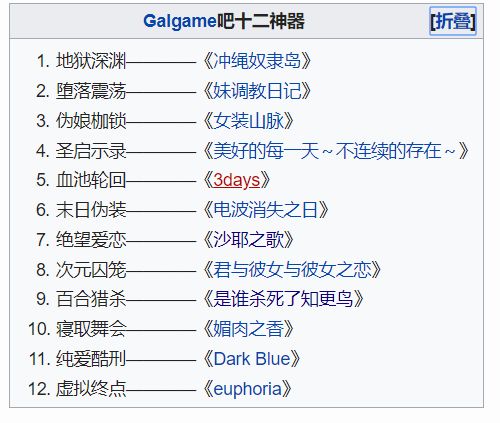 Galgame吧十二神器 [折叠]
1. 地狱深渊————《冲绳奴隶岛》
2. 堕落震荡————《妹调教日记》
3. 伪娘枷锁————《女装山脉》
4. 圣启示录————《美好的每一天～不连续的存在～》
5. 血池轮回————《3days》
6. 末日伪装————《电波消失之日》
7. 绝望爱恋————《沙耶之歌》
8. 次元囚笼————《君与彼女与彼女之恋》
9. 百合猎杀————《是谁杀死了知更鸟》
10. 寝取舞会————《媚肉之香》
11. 纯爱酷刑————《Dark Blue》
12. 虚拟终点————《euphoria》